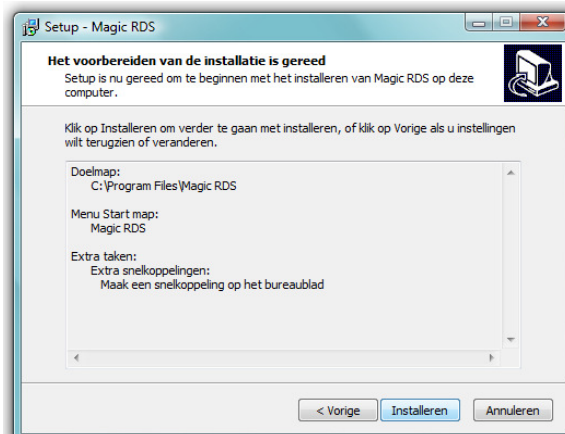 Setup - Magic RDS
Het voorbereiden van de installatie is gereed
Setup is nu gereed om te beginnen met het installeren van Magic RDS op deze
computer.
Klik op Installeren om verder te gaan met installeren, of klik op Vorige als u instellingen
wilt terugzien of veranderen.
Doelmap:
C:\Program Files\Magic RDS
Menu Start map:
Magic RDS
Extra taken:
Extra snelkoppelingen:
Maak een snelkoppeling op het bureaublad
< Vorige
Installeren
Annuleren